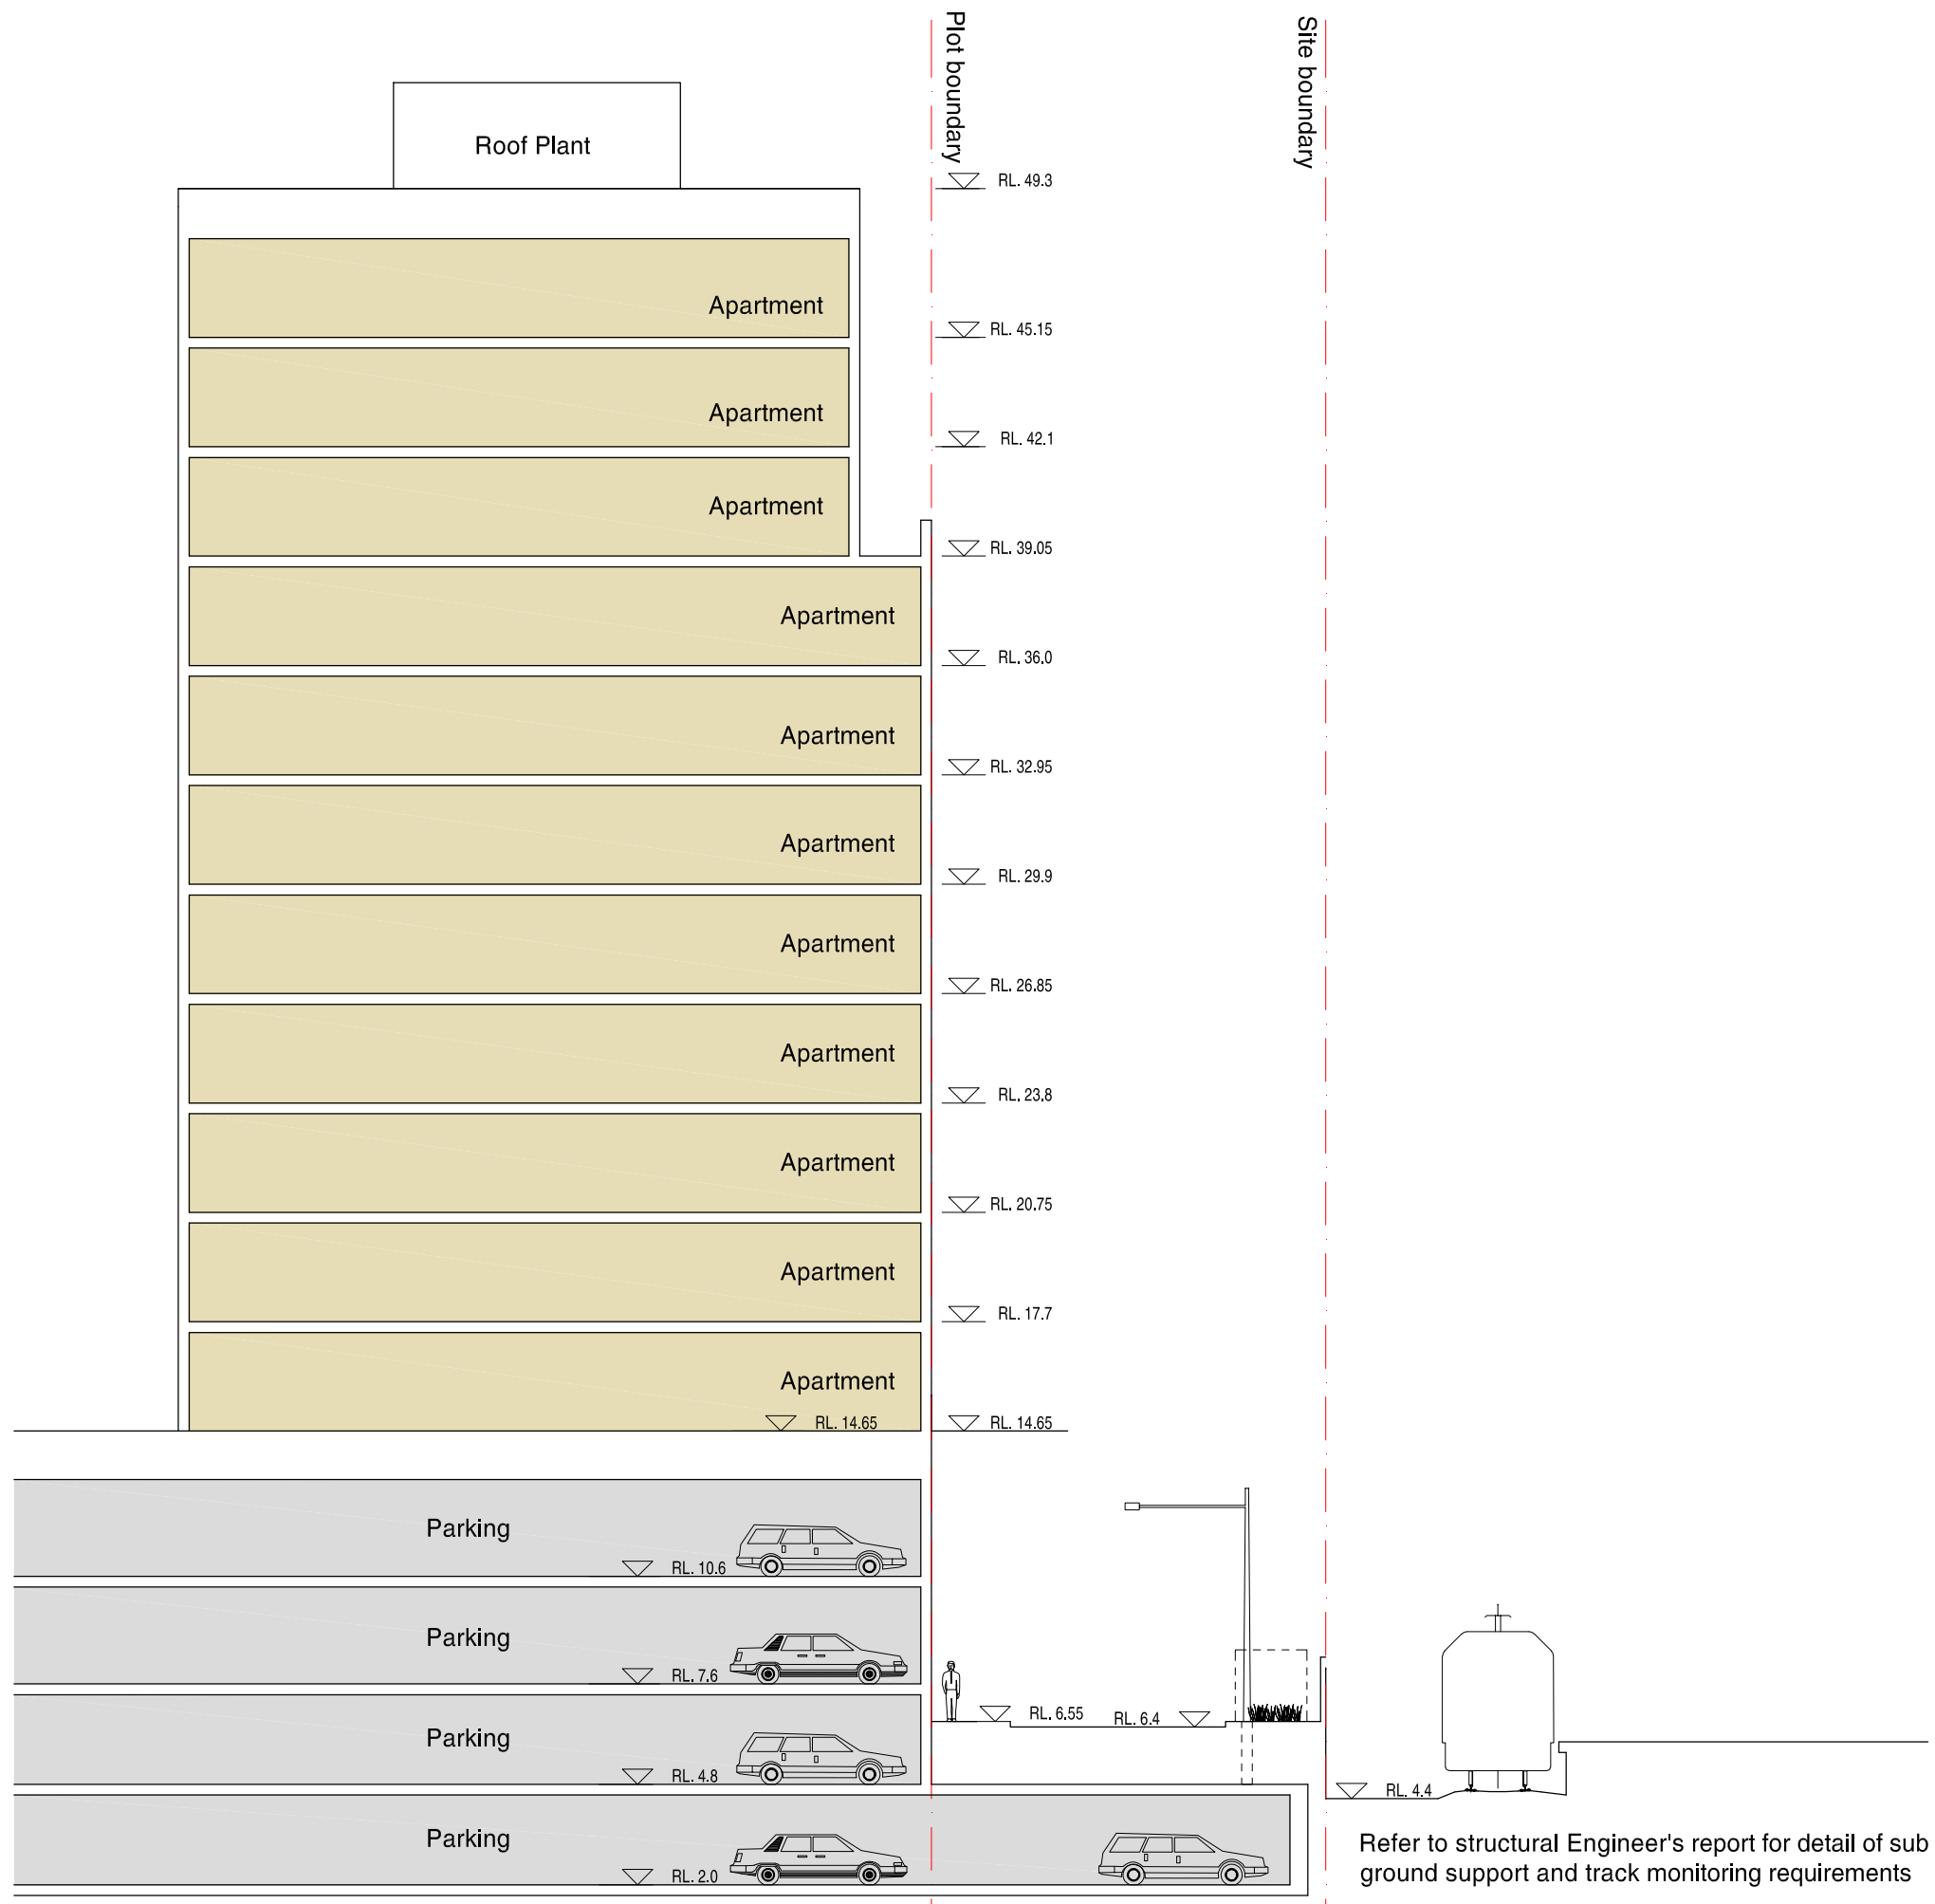 Plot boundary
Site boundary
Roof Plant
RL. 49.3
Apartment
RL. 45.15
Apartment
RL. 42.1
Apartment
RL. 39.05
Apartment
RL. 36.0
Apartment
RL. 32.95
Apartment
RL. 29.9
Apartment
RL. 26.85
Apartment
RL. 23.8
Apartment
RL. 20.75
Apartment
RL. 17.7
Apartment
RL. 14.65
RL. 14.65
Parking
RL. 10.6
Parking
RL. 7.6
RL. 6.55
RL. 6.4
Parking
RL. 4.8
RL. 4.4
Parking
RL. 2.0
Refer to structural Engineer's report for detail of sub
ground support and track monitoring requirements